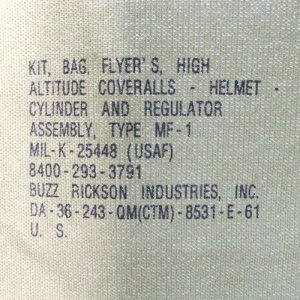 KIT, BAG, FLYER'S, HIGH
ALTITUDE COVERALLS - HELMET -
CYLINDER AND REGULATOR
ASSEMBLY, TYPE MF-1
MIL-K-25448 (USAF)
8400-293-3791
BUZZ RICKSON INDUSTRIES, INC.
DA-36-243-QM(CTM)-8531-E-61
U. S.